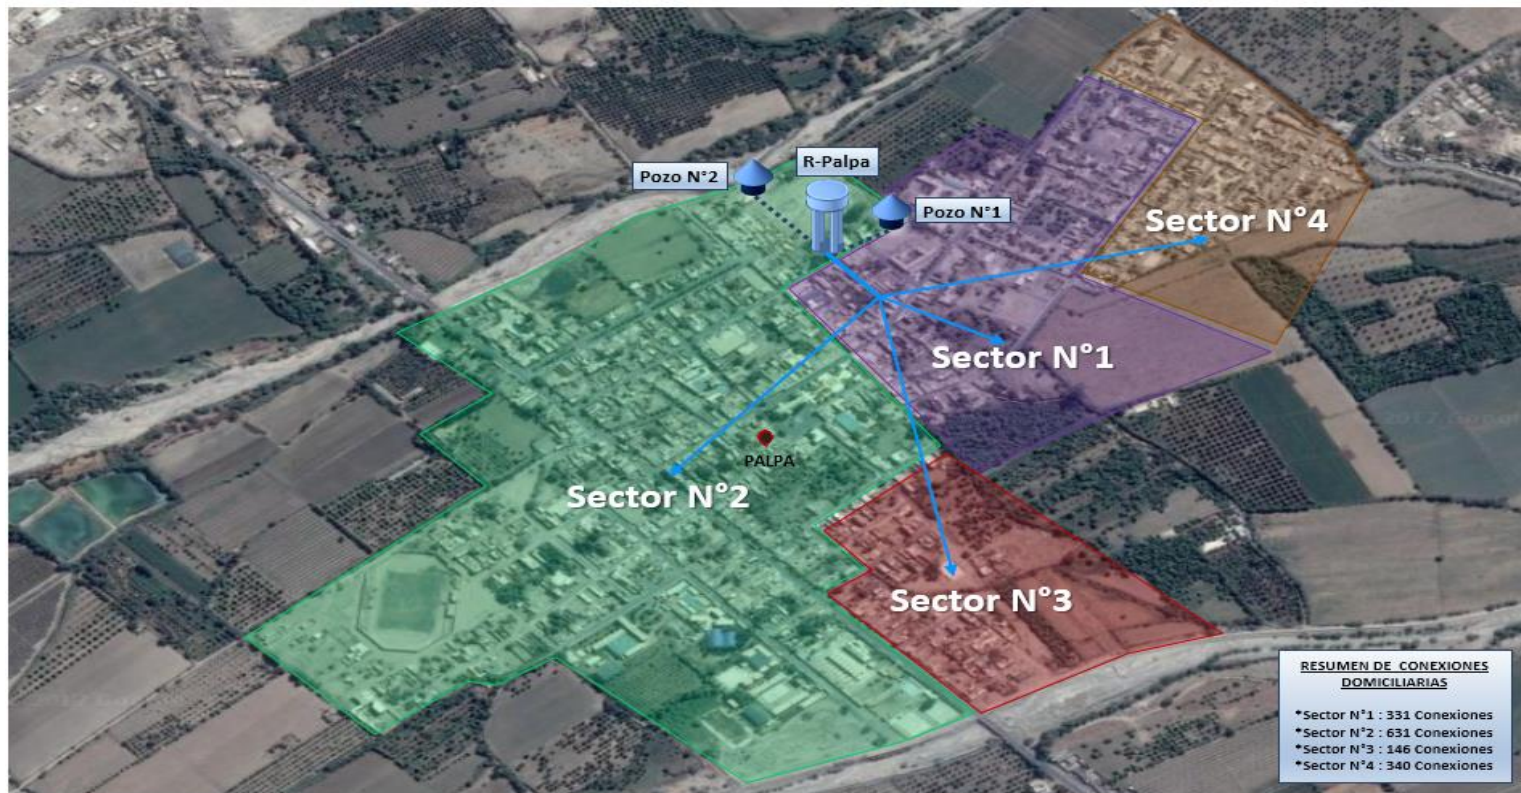 R-Palpa
Pozo N°2
Pozo N°1
Sector N°4
Sector N°1
PALPA
Sector N°2
Sector N°3
RESUMEN DE CONEXIONES
DOMICILIARIAS
*Sector N°1 : 331 Conexiones
*Sector N°2 : 631 Conexiones
*Sector N°3 : 146 Conexiones
*Sector N°4 : 340 Conexiones